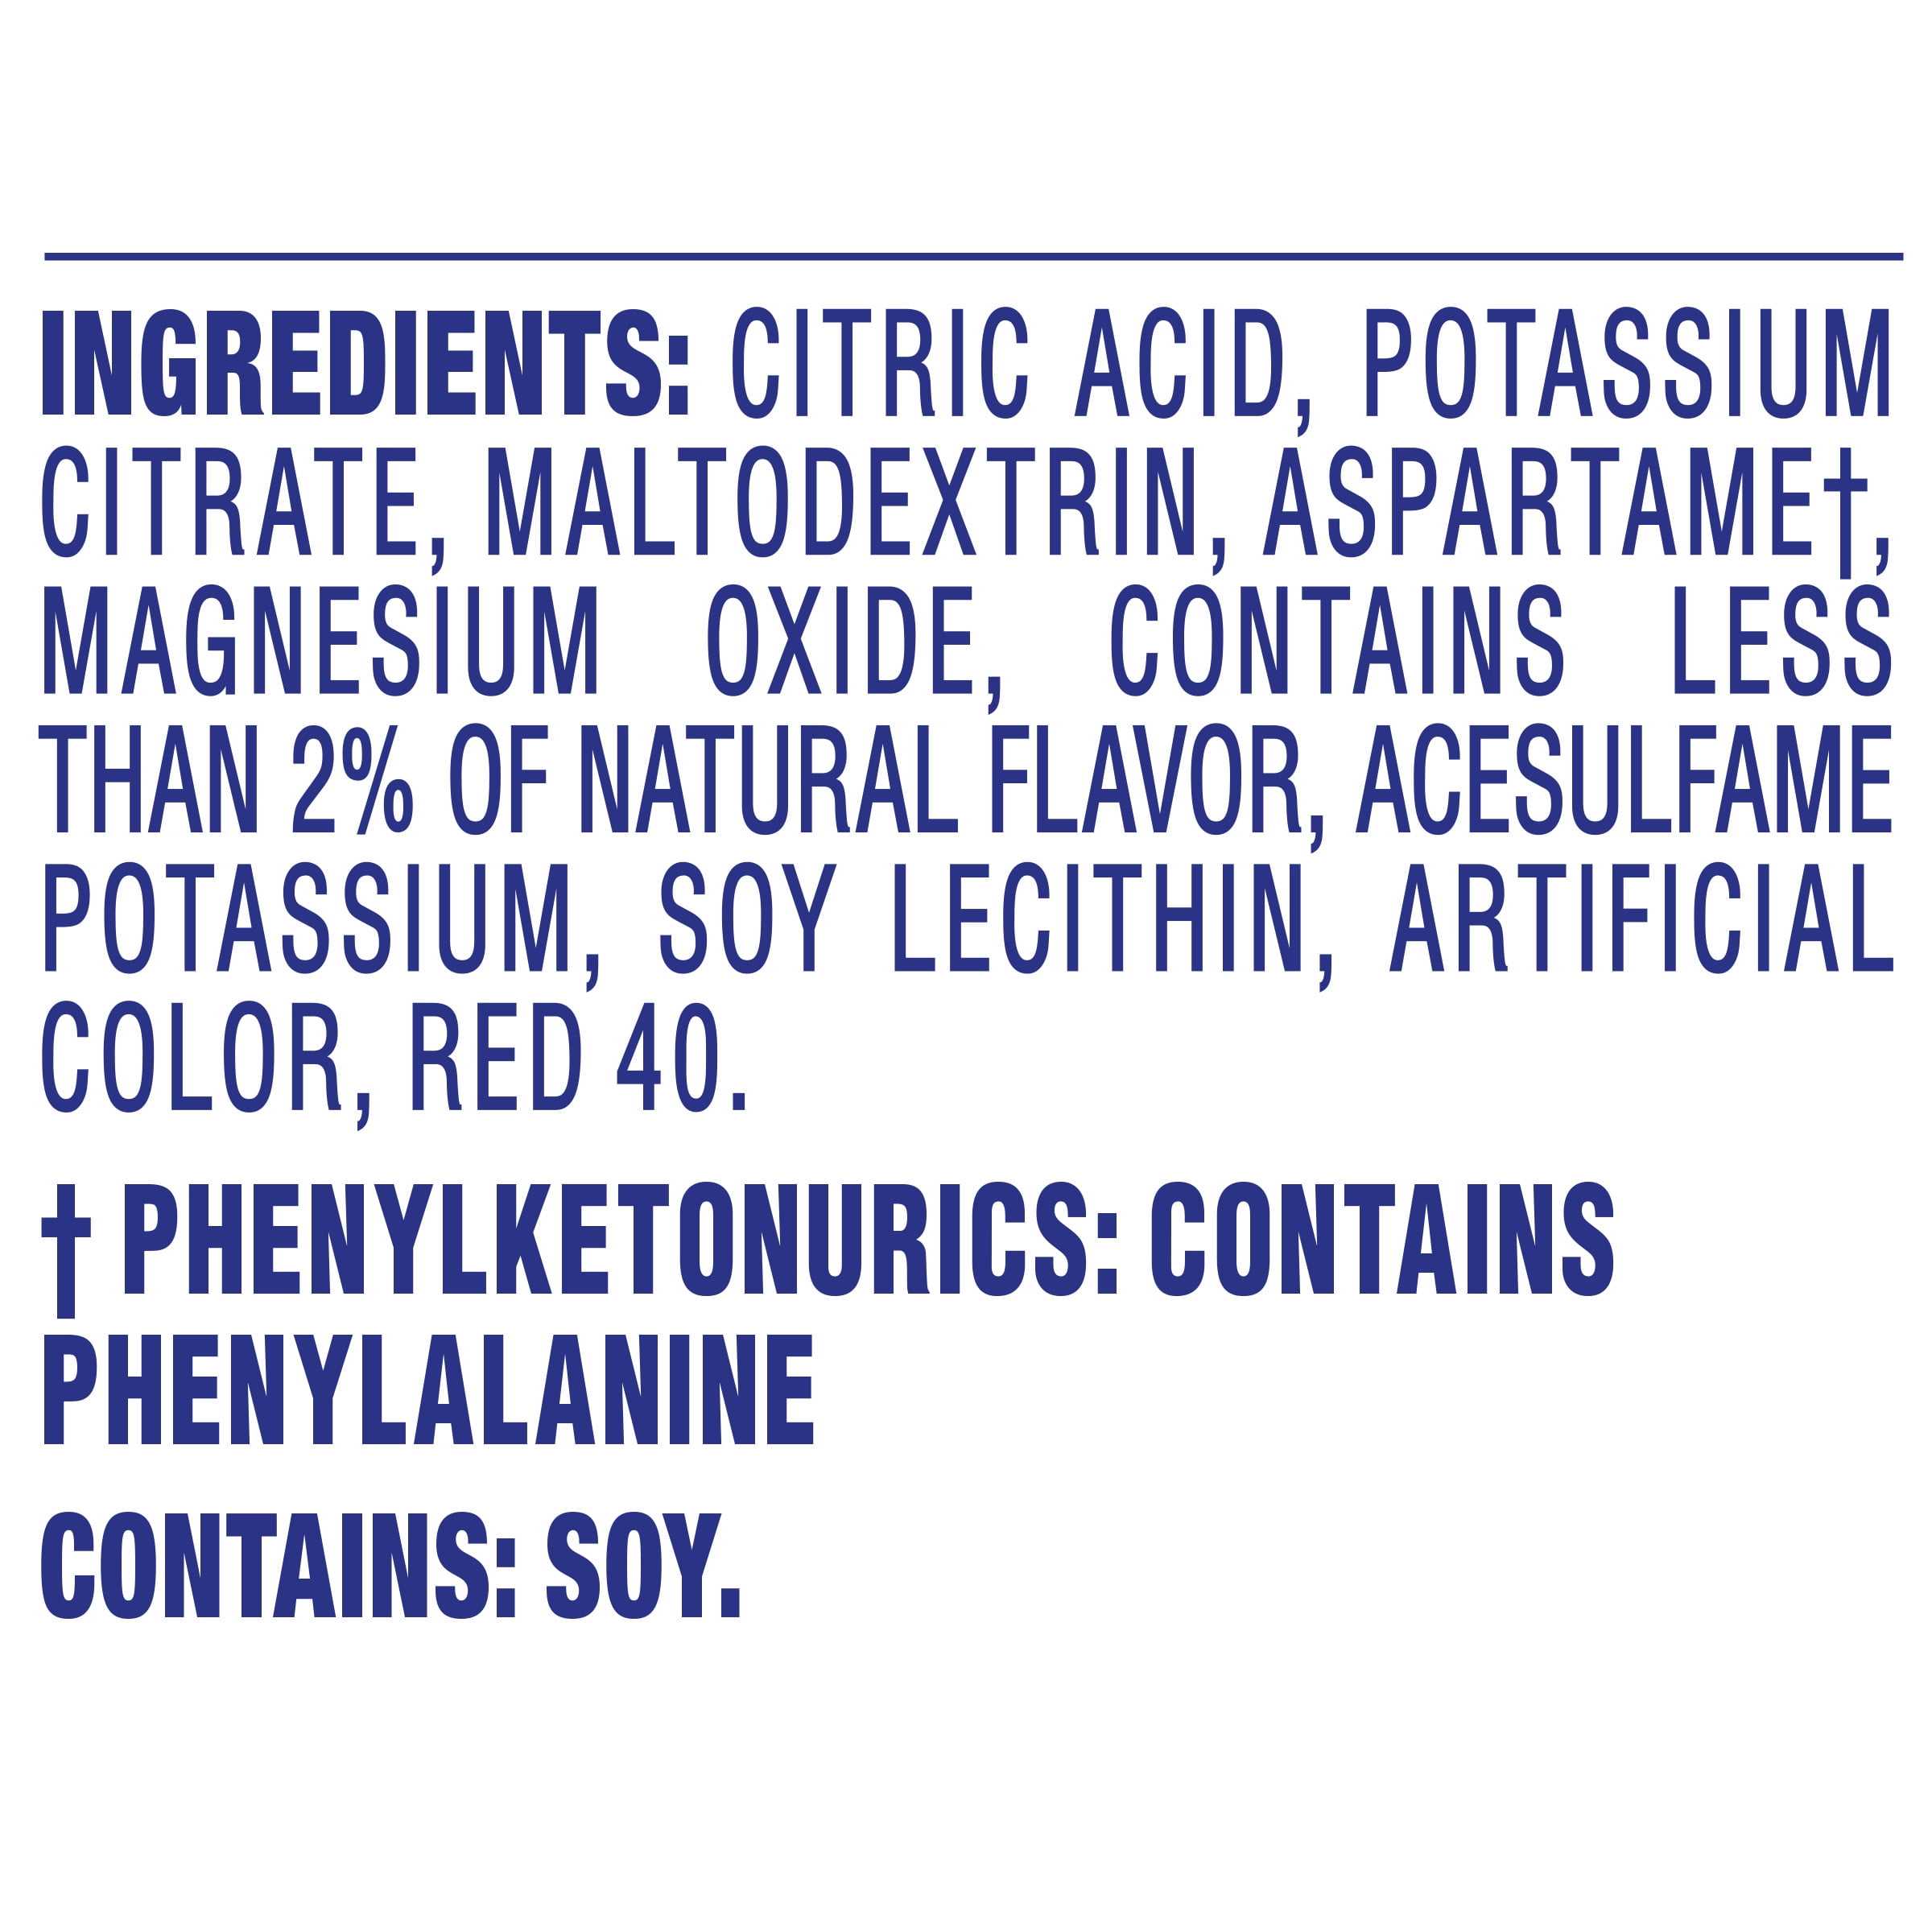 INGREDIENTS: CITRIC ACID, POTASSIUM
CITRATE, MALTODEXTRIN, ASPARTAME†,
MAGNESIUM OXIDE, CONTAINS LESS
THAN 2% OF NATURAL FLAVOR, ACESULFAME
POTASSIUM, SOY LECITHIN, ARTIFICIAL
COLOR, RED 40.
† PHENYLKETONURICS: CONTAINS
PHENYLALANINE
CONTAINS: SOY.